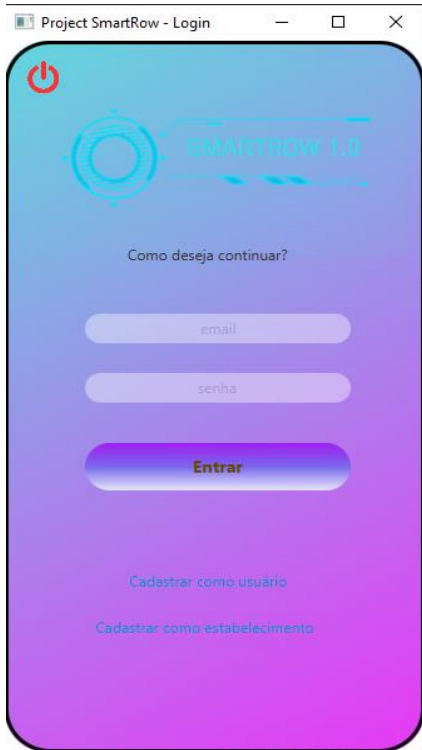 Project SmartRow - Login
SMARTROW 1.0
Como deseja continuar?
email
senha
Entrar
Cadastrar como usuário
Cadastrar como estabelecimento